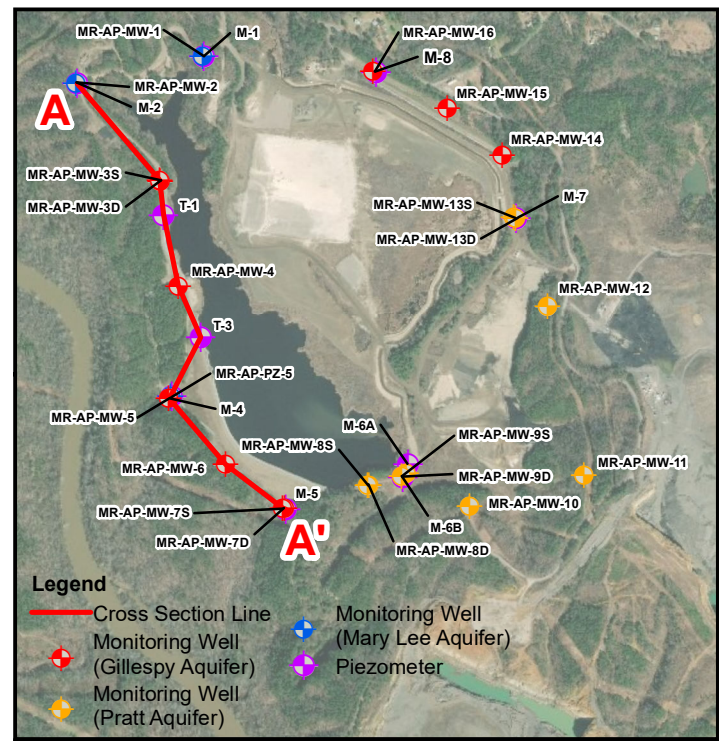 MR-AP-MW-1
M-1
MR-AP-MW-16
M-8
MR-AP-MW-2
M-2
A
MR-AP-MW-15
MR-AP-MW-14
MR-AP-MW-3S
MR-AP-MW-3D
T-1
MR-AP-MW-13S
M-7
MR-AP-MW-13D
MR-AP-MW-4
MR-AP-MW-12
T-3
MR-AP-PZ-5
MR-AP-MW-5
M-4
M-6A
MR-AP-MW-9S
MR-AP-MW-8S
MR-AP-MW-6
MR-AP-MW-9D
MR-AP-MW-11
M-5
MR-AP-MW-7S
MR-AP-MW-10
M-6B
MR-AP-MW-7D
A'
MR-AP-MW-8D
Legend
Cross Section Line
Monitoring Well
(Gillespy Aquifer)
Monitoring Well
(Pratt Aquifer)
Monitoring Well
(Mary Lee Aquifer)
Piezometer